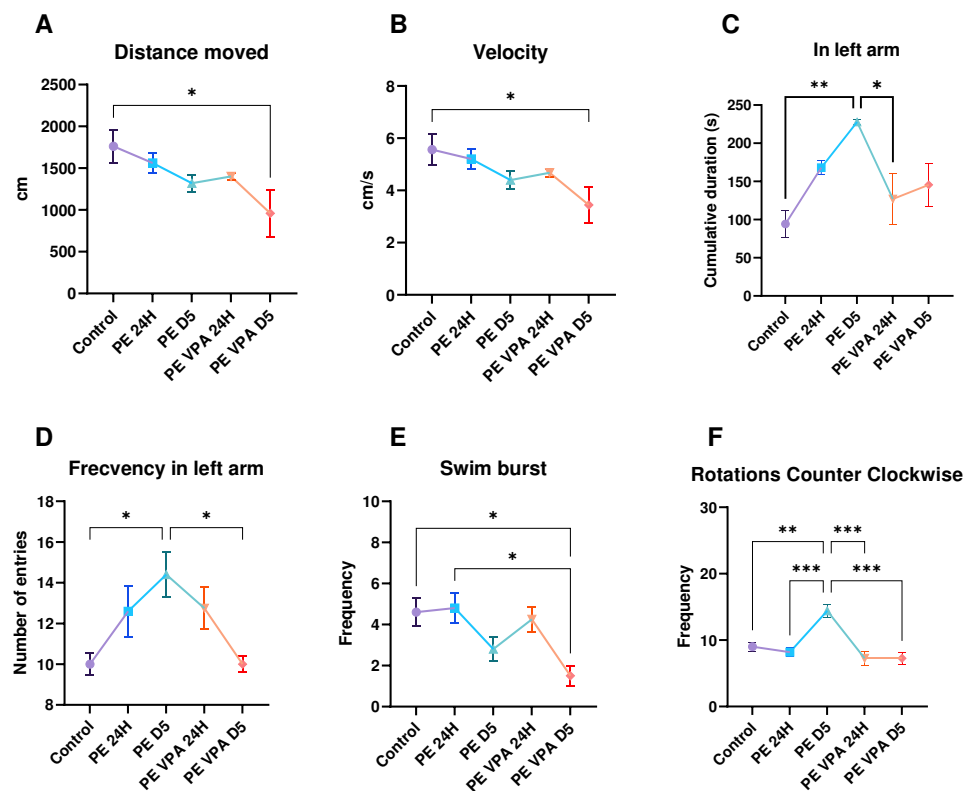 A
Distance moved
2500
2000
1500
1000
500
0
cm
*
Control
PE 24H
PE D5
PE VPA 24H
PE VPA D5
B
Velocity
8
6
4
2
0
cm/s
*
Control
PE 24H
PE D5
PE VPA 24H
PE VPA D5
C
In left arm
250
200
150
100
50
0
Cumulative duration (s)
**
*
Control
PE 24H
PE D5
PE VPA 24H
PE VPA D5
D
Frecvency in left arm
18
16
14
12
10
8
Number of entries
*
*
Control
PE 24H
PE D5
PE VPA 24H
PE VPA D5
E
Swim burst
10
8
6
4
2
0
Frequency
*
*
Control
PE 24H
PE D5
PE VPA 24H
PE VPA D5
F
Rotations Counter Clockwise
30
20
10
0
Frequency
**
***
***
***
Control
PE 24H
PE D5
PE VPA 24H
PE VPA D5